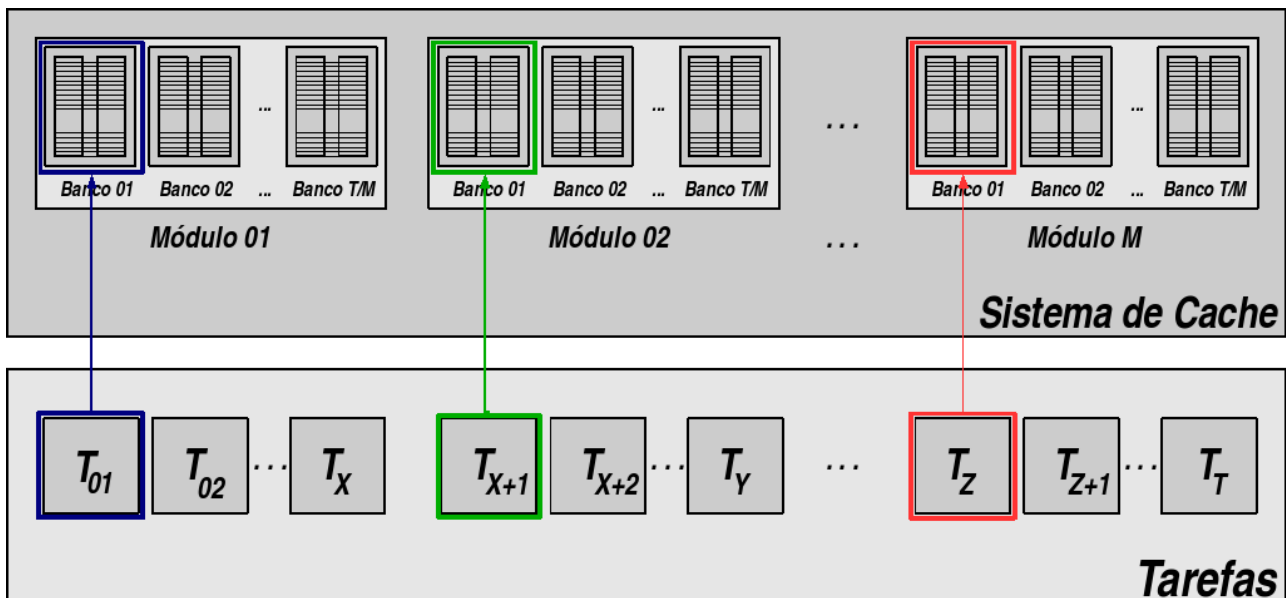 ... ... ...
Banco 01 Banco 02 ... Banco T/M Banco 01 Banco 02 ... Banco T/M ... Banco 01 Banco 02 ... Banco T/M
Módulo 01 Módulo 02 ... Módulo M
Sistema de Cache
T01 T02 ... TX TX+1 TX+2 ... TY ... TZ TZ+1 ... TT
Tarefas